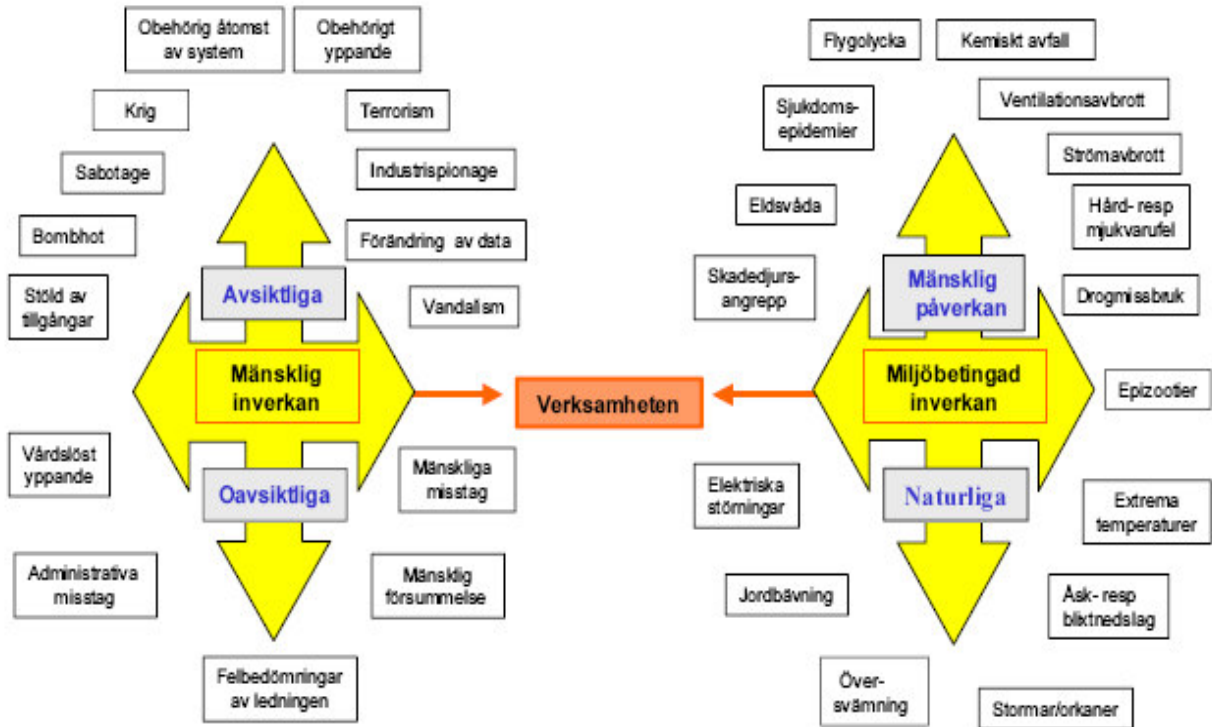 Obehörig åtomst
av system
Obehörigt
yppande
Krig
Terrorism
Sabotage
Industrispionage
Bombhot
Förändring av data
Stöld av
tillgångar
Avsiktliga
Vandalism
Mänsklig
inverkan
Vårdslöst
yppande
Oavsiktliga
Mänskliga
misstag
Administrativa
misstag
Mänsklig
försummelse
Felbedömningar
av ledningen
Verksamheten
Flygolycka
Kemiskt avfall
Sjukdoms-
epidemier
Ventilationsavbrott
Strömavbrott
Eldsvåda
Hård- resp
mjukvarufel
Skadedjurs-
angrepp
Mänsklig
påverkan
Drogmissbruk
Miljöbetingad
inverkan
Epizootier
Elektriska
störningar
Naturliga
Extrema
temperaturer
Jordbävning
Åsk- resp
blixtnedslag
Över-
svämning
Stormar/orkaner